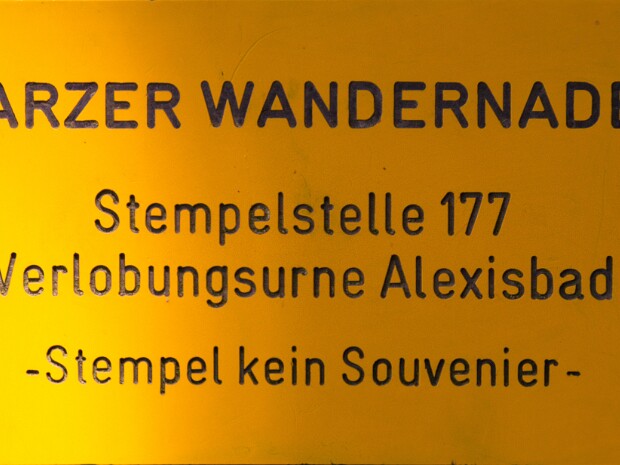 ARZER WANDERNADE
Stempelstelle 177
Verlobungsurne Alexisbad
-Stempel kein Souvenier-